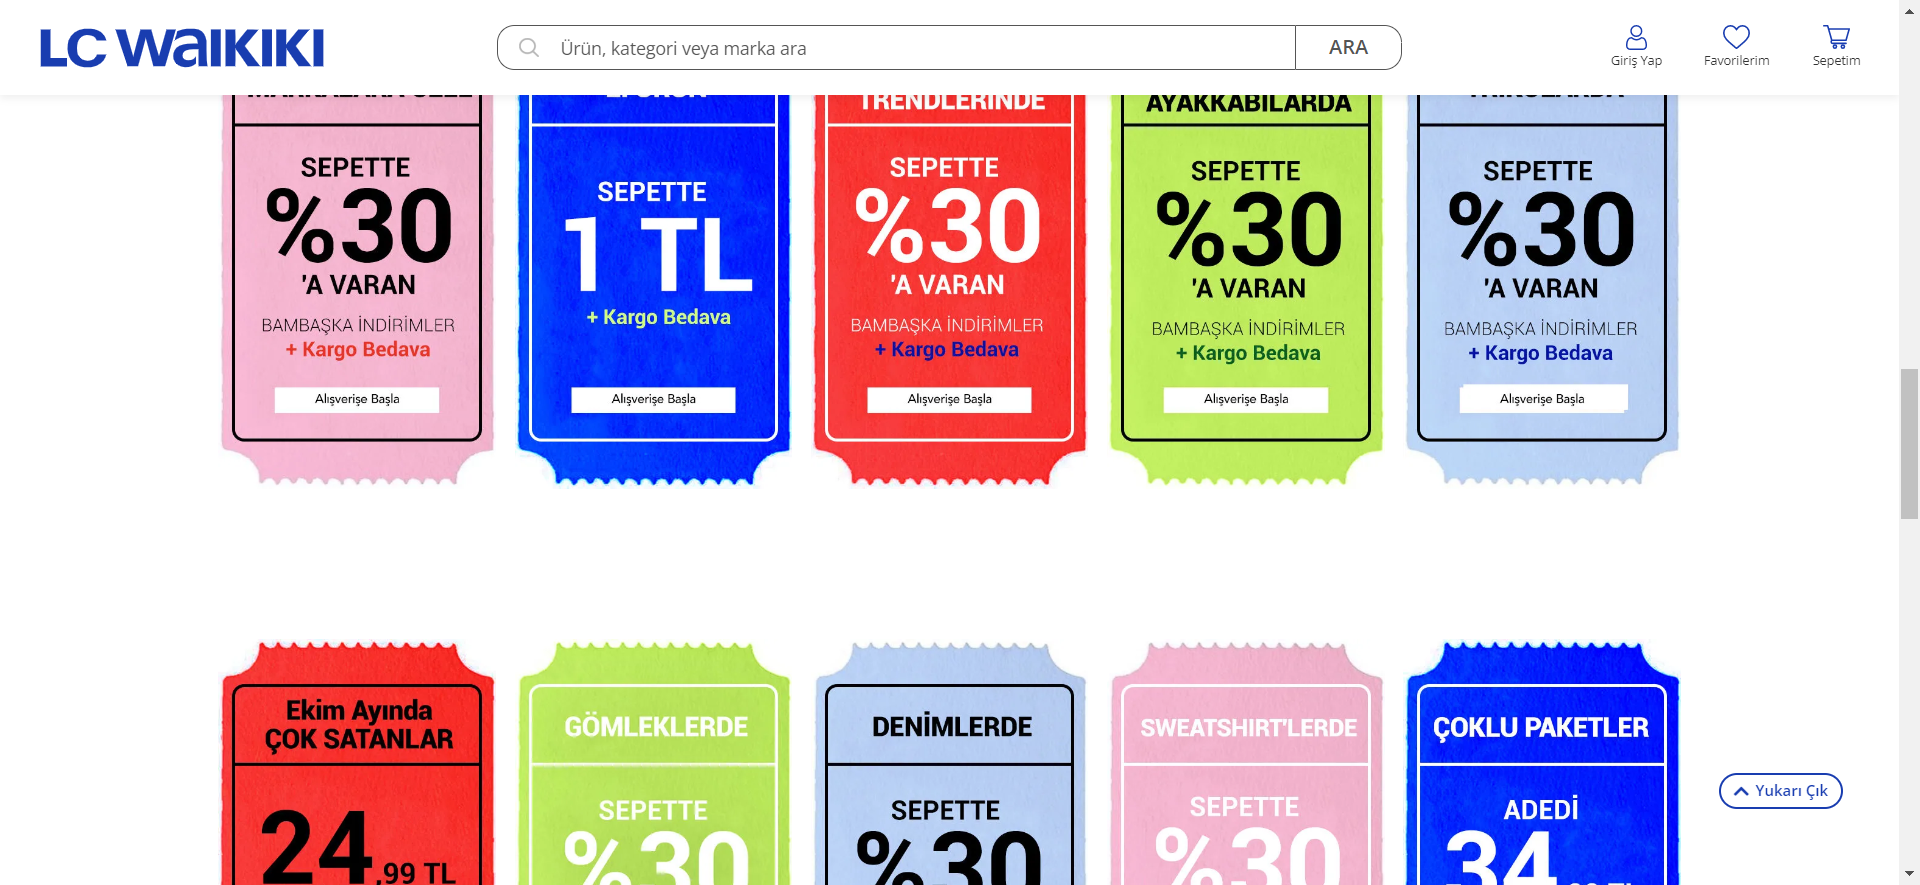 LC WAIKIKI
Ürün, kategori veya marka ara
ARA
Giriş Yap
Favorilerim
Sepetim
SEPETTE
%30
'A VARAN
BAMBAŞKA İNDİRİMLER
+ Kargo Bedava
Alışverişe Başla
SEPETTE
1 TL
+ Kargo Bedava
Alışverişe Başla
TRENDLERİNDE
SEPETTE
%30
'A VARAN
BAMBAŞKA İNDİRİMLER
+ Kargo Bedava
Alışverişe Başla
AYAKKABILARDA
SEPETTE
%30
'A VARAN
BAMBAŞKA İNDİRİMLER
+ Kargo Bedava
Alışverişe Başla
SEPETTE
%30
'A VARAN
BAMBAŞKA İNDİRİMLER
+ Kargo Bedava
Alışverişe Başla
Ekim Ayında
ÇOK SATANLAR
24,99 TL
GÖMLEKLERDE
SEPETTE
%30
DENİMLERDE
SEPETTE
%30
SWEATSHIRT'LERDE
SEPETTE
%30
ÇOKLU PAKETLER
ADEDİ
34
Yukarı Çık